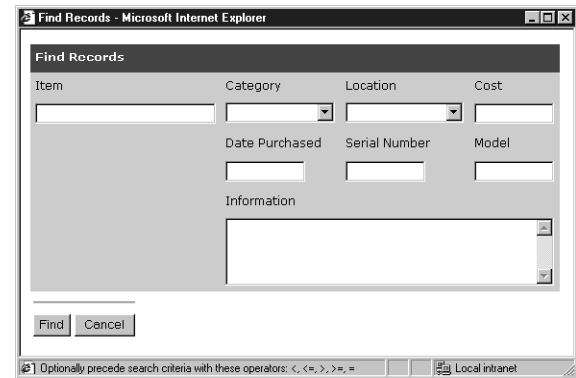 Find Records - Microsoft Internet Explorer
Find Records
Item Category Location Cost
Date Purchased Serial Number Model
Information
Find Cancel
Optionally precede search criteria with these operators: <, <=, >, >=, = Local intranet